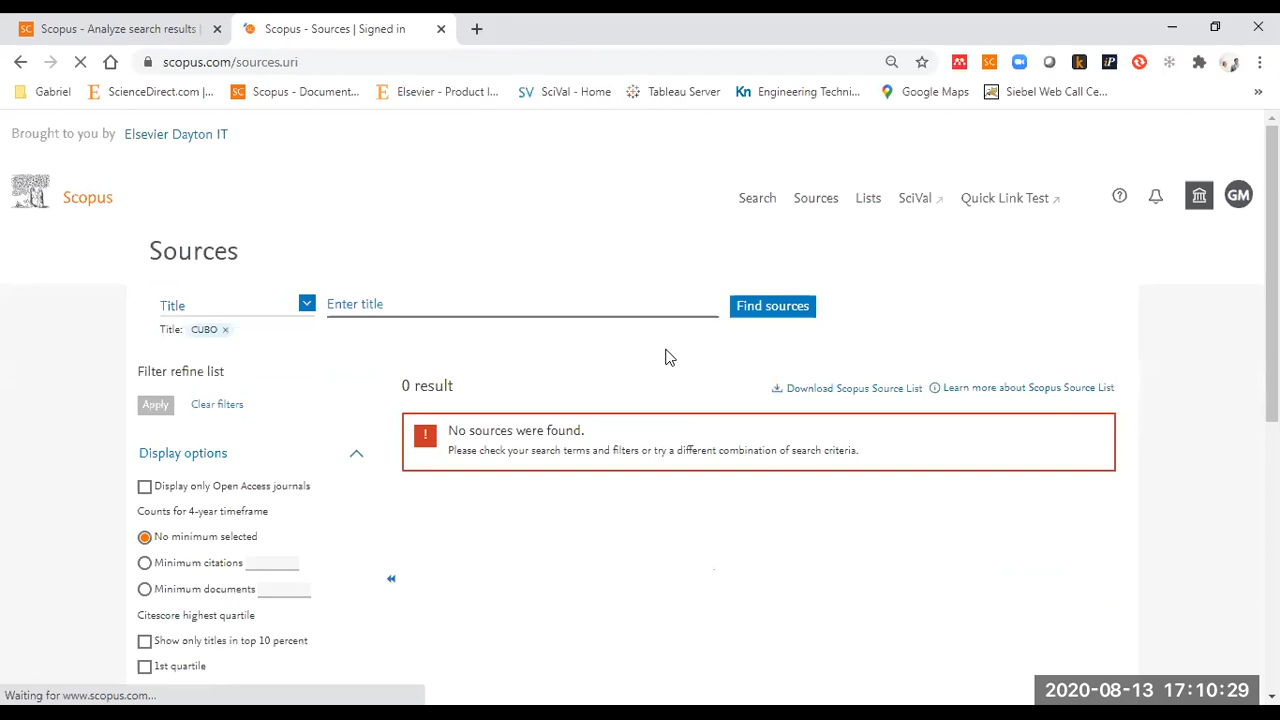 Scopus - Analyze search results |
Scopus - Sources | Signed in
scopus.com/sources.uri
Gabriel
ScienceDirect.com |...
Scopus - Document...
Elsevier - Product I...
SciVal - Home
Tableau Server
Engineering Techni...
Google Maps
Siebel Web Call Ce...
Brought to you by Elsevier Dayton IT
Scopus
Search
Sources
Lists
SciVal
Quick Link Test
GM
Sources
Title
Enter title
Find sources
Title: CUBO ×
Filter refine list
0 result
Download Scopus Source List
Learn more about Scopus Source List
Apply
Clear filters
! No sources were found.
Please check your search terms and filters or try a different combination of search criteria.
Display options
Display only Open Access journals
Counts for 4-year timeframe
No minimum selected
Minimum citations
Minimum documents
Citescore highest quartile
Show only titles in top 10 percent
1st quartile
Waiting for www.scopus.com...
2020-08-13 17:10:29